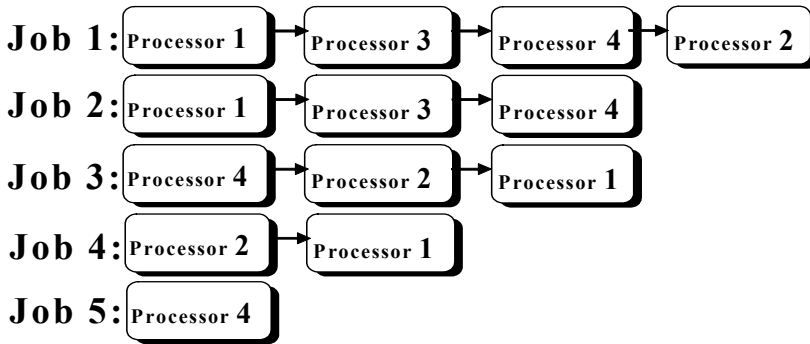 Job 1: Processor 1 Processor 3 Processor 4 Processor 2
Job 2: Processor 1 Processor 3 Processor 4
Job 3: Processor 4 Processor 2 Processor 1
Job 4: Processor 2 Processor 1
Job 5: Processor 4